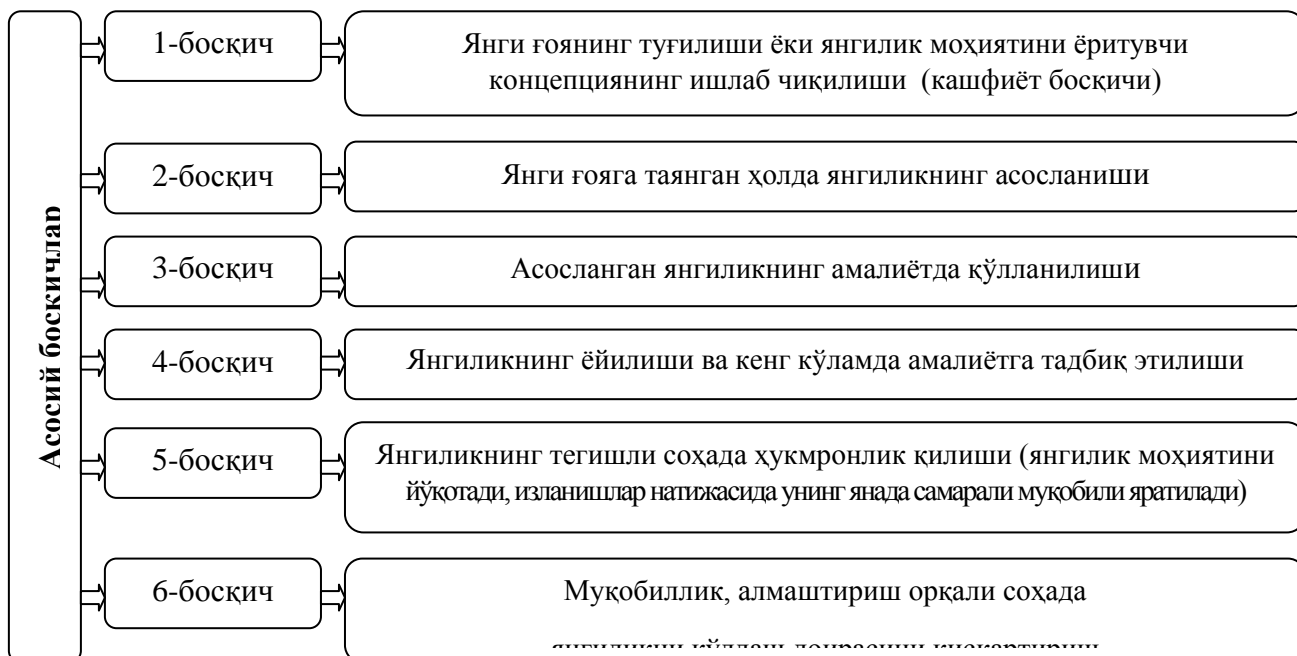 Асосий боскичлар
1-босқич
Янги ғоянинг туғилиши ёки янгилик моҳиятини ёритувчи
концепциянинг ишлаб чиқилиши (кашфиёт босқичи)
2-босқич
Янги ғояга таянган ҳолда янгиликнинг асосланиши
3-босқич
Асосланган янгиликнинг амалиётда қўлланилиши
4-босқич
Янгиликнинг ёйилиши ва кенг кўламда амалиётга тадбиқ этилиши
5-босқич
Янгиликнинг тегишли соҳада ҳукмронлик қилиши (янгилик моҳиятини
йўқотади, изланишлар натижасида унинг янада самарали муқобили яратилади)
6-босқич
Муқобиллик, алмаштириш орқали соҳада